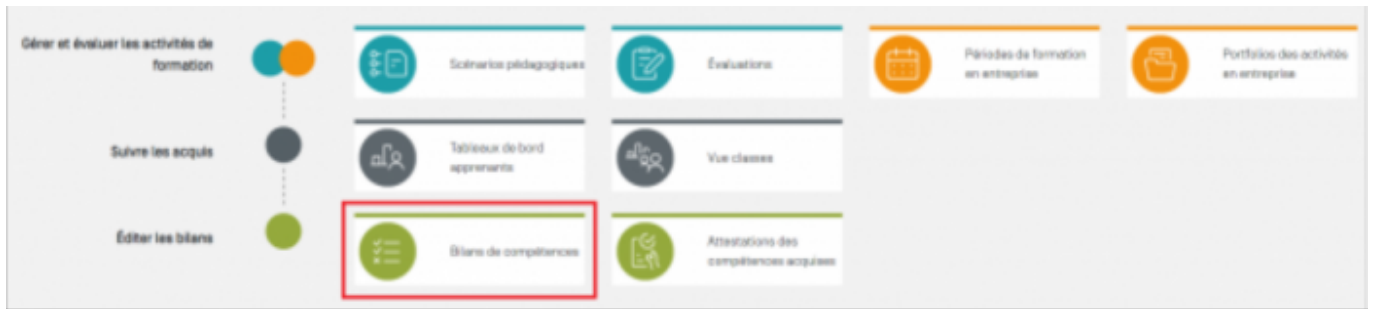 Gérer et évaluer les activités de
formation
Scénarios pédagogiques
Évaluations
Périodes de formation
en entreprise
Portfolios des activités
en entreprise
Suivre les acquis
Tableaux de bord
apprenants
Vue classes
Éditer les bilans
Bilans de compétences
Attestations des
compétences acquises